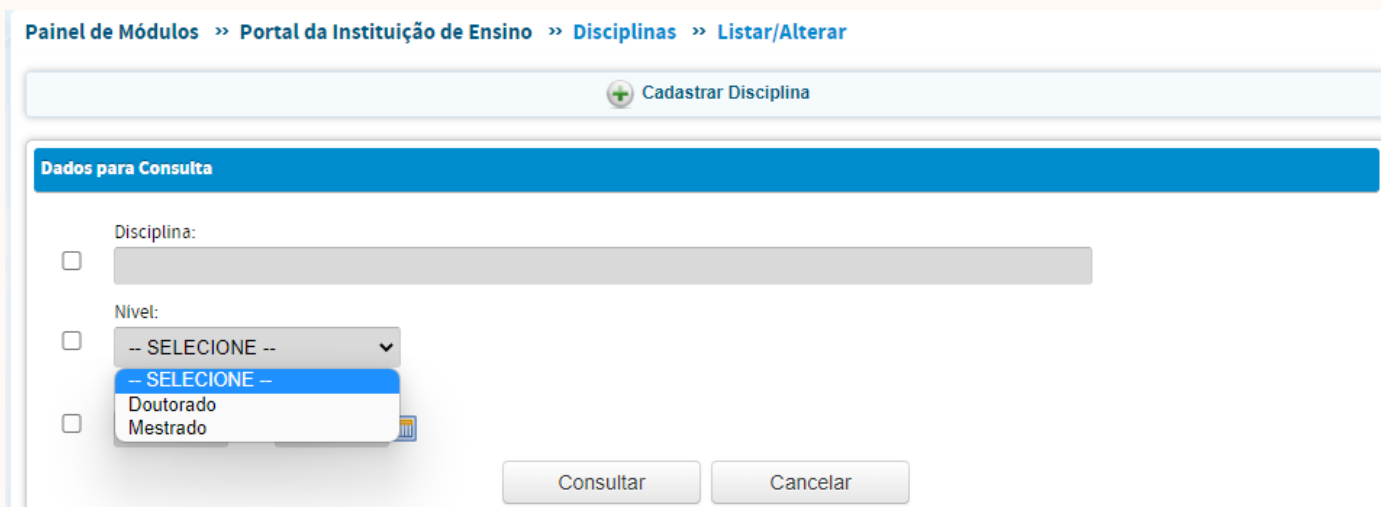 Painel de Módulos » Portal da Instituição de Ensino » Disciplinas » Listar/Alterar
Cadastrar Disciplina
Dados para Consulta
Disciplina:
Nível:
-- SELECIONE --
-- SELECIONE --
Doutorado
Mestrado
Consultar Cancelar